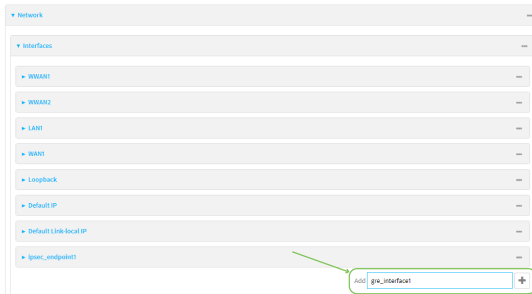 Network
Interfaces
WWAN1
WWAN2
LAN1
WAN1
Loopback
Default IP
Default Link-local IP
ipsec_endpoint1
Add gre_interface1